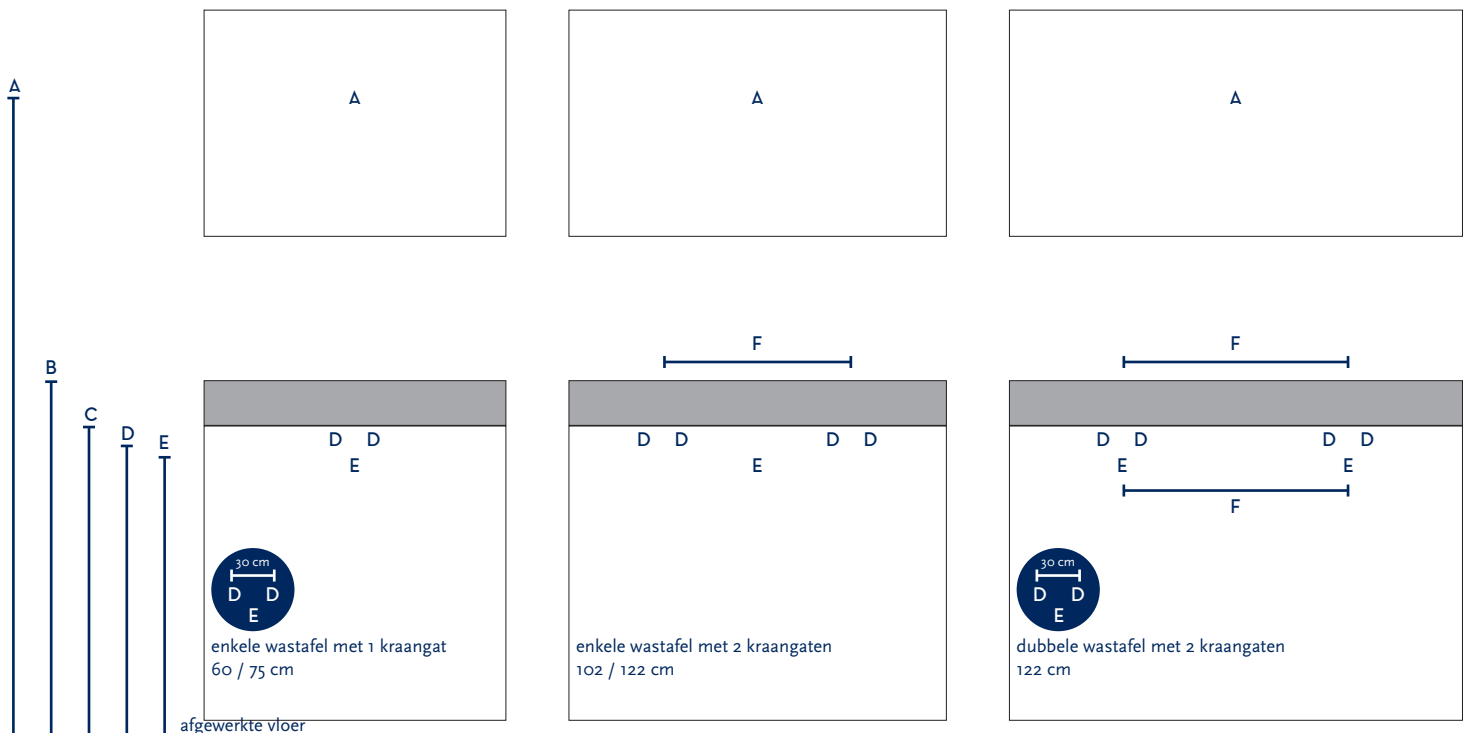 A
A
A
A
B
C
D
E
F
F
D D
E
D D D D
E
D D D D
E E
F
30 cm
D D
E
30 cm
D D
E
enkele wastafel met 1 kraangat
60 / 75 cm
enkele wastafel met 2 kraangaten
102 / 122 cm
dubbele wastafel met 2 kraangaten
122 cm
afgewerkte vloer